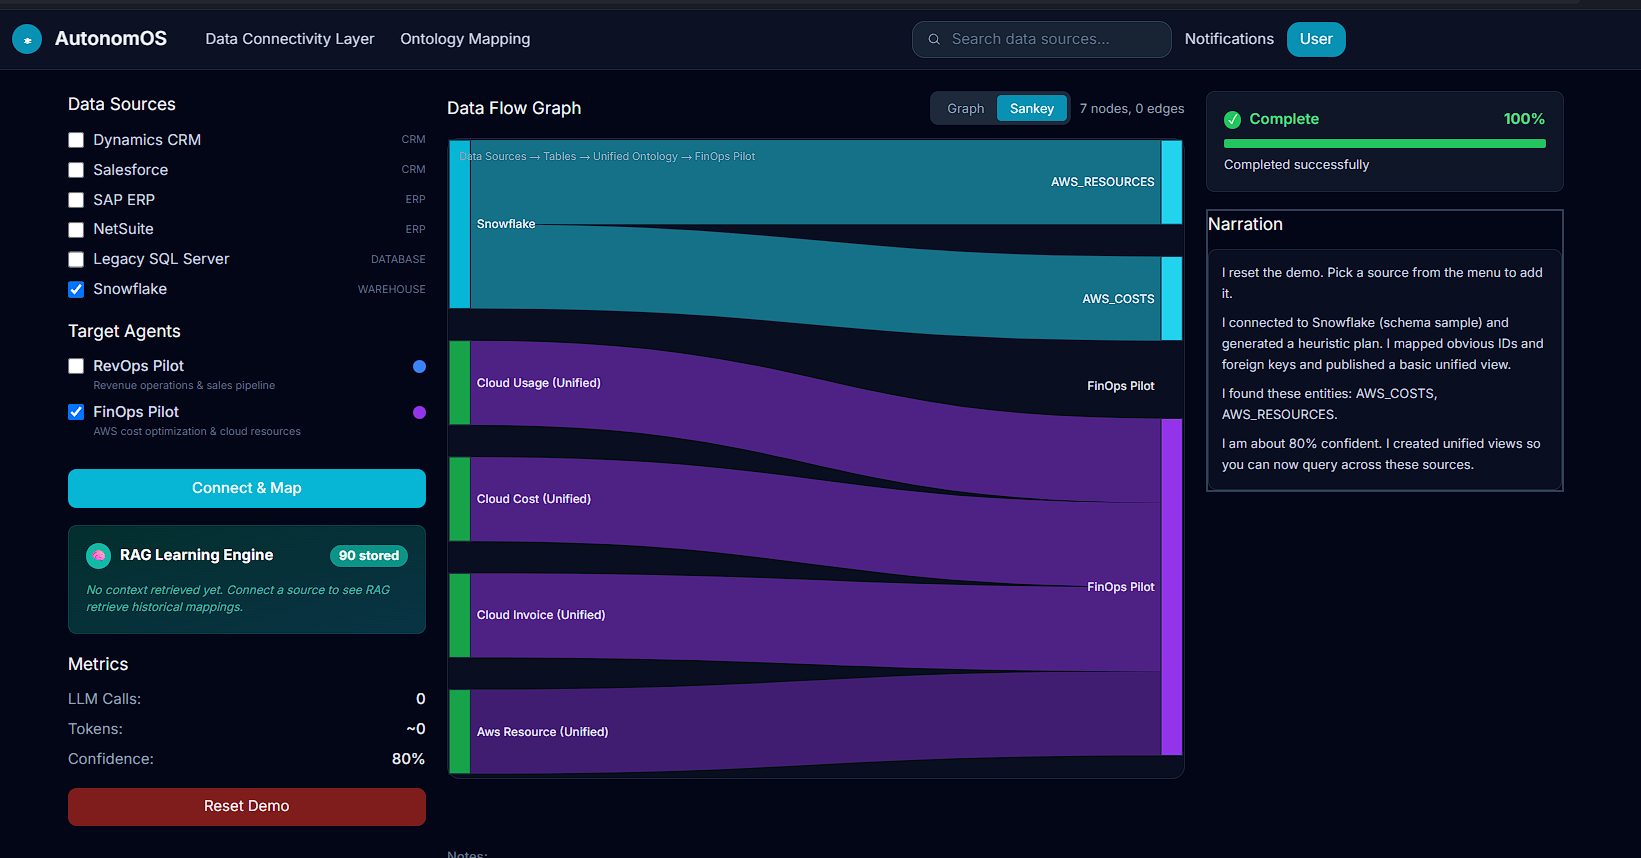 AutonomOS
Data Connectivity Layer
Ontology Mapping
Search data sources...
Notifications
User
Data Sources
Dynamics CRM CRM
Salesforce CRM
SAP ERP ERP
NetSuite ERP
Legacy SQL Server DATABASE
Snowflake WAREHOUSE
Target Agents
RevOps Pilot
Revenue operations & sales pipeline
FinOps Pilot
AWS cost optimization & cloud resources
Connect & Map
RAG Learning Engine 90 stored
No context retrieved yet. Connect a source to see RAG
retrieve historical mappings.
Metrics
LLM Calls: 0
Tokens: ~0
Confidence: 80%
Reset Demo
Data Flow Graph
Graph
Sankey
7 nodes, 0 edges
Data Sources → Tables → Unified Ontology → FinOps Pilot
AWS_RESOURCES
Snowflake
AWS_COSTS
Cloud Usage (Unified)
FinOps Pilot
Cloud Cost (Unified)
FinOps Pilot
Cloud Invoice (Unified)
Aws Resource (Unified)
Notes:
Complete 100%
Completed successfully
Narration
I reset the demo. Pick a source from the menu to add
it.
I connected to Snowflake (schema sample) and
generated a heuristic plan. I mapped obvious IDs and
foreign keys and published a basic unified view.
I found these entities: AWS_COSTS,
AWS_RESOURCES.
I am about 80% confident. I created unified views so
you can now query across these sources.